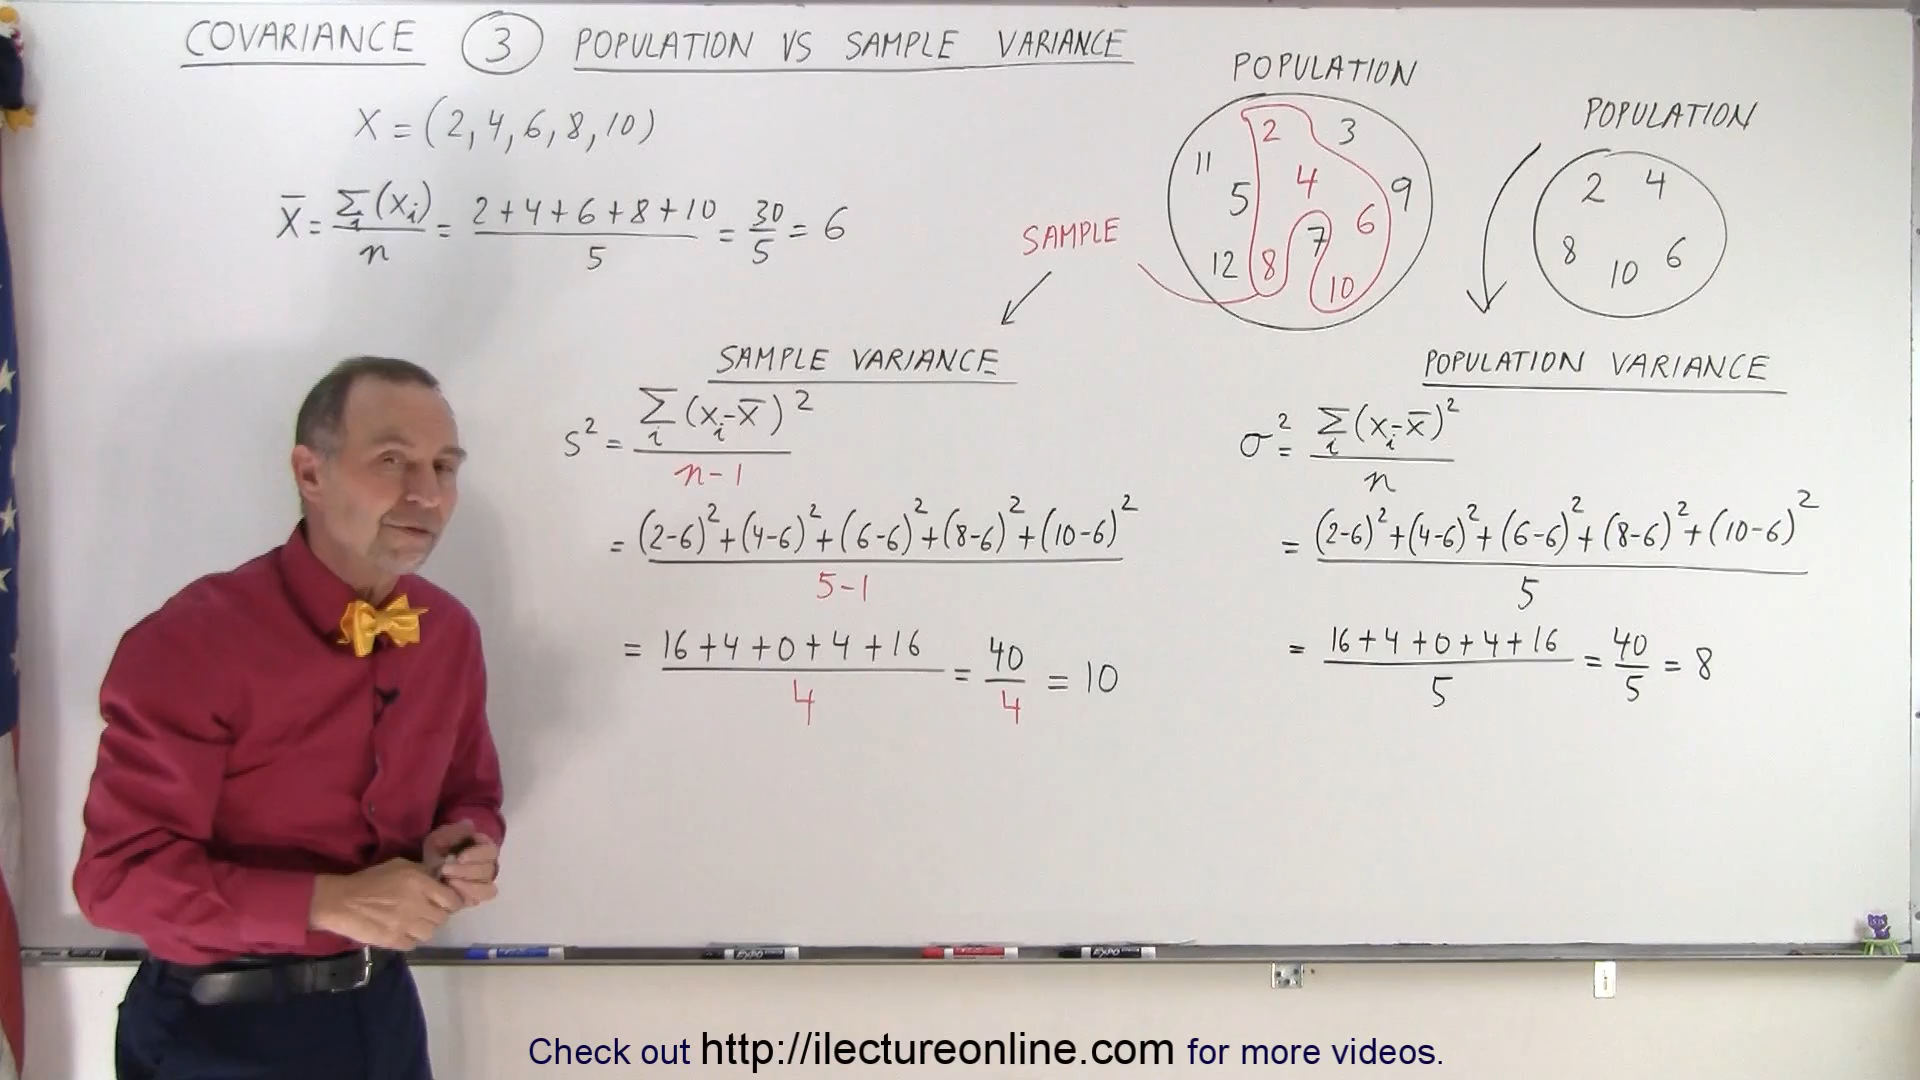 COVARIANCE ③ POPULATION VS SAMPLE VARIANCE
X = (2, 4, 6, 8, 10)
X̄ = Σᵢ(xᵢ)/n = (2+4+6+8+10)/5 = 30/5 = 6
POPULATION
2 3
11 4
5 9
6
7
12 8
10
SAMPLE
POPULATION
2 4
8 10 6
SAMPLE VARIANCE
S² = Σᵢ(xᵢ-x̄)²/(n-1)
= ((2-6)²+(4-6)²+(6-6)²+(8-6)²+(10-6)²)/(5-1)
= (16+4+0+4+16)/4 = 40/4 = 10
POPULATION VARIANCE
σ² = Σᵢ(xᵢ-x̄)²/n
= ((2-6)²+(4-6)²+(6-6)²+(8-6)²+(10-6)²)/5
= (16+4+0+4+16)/5 = 40/5 = 8
Check out http://ilectureonline.com for more videos.